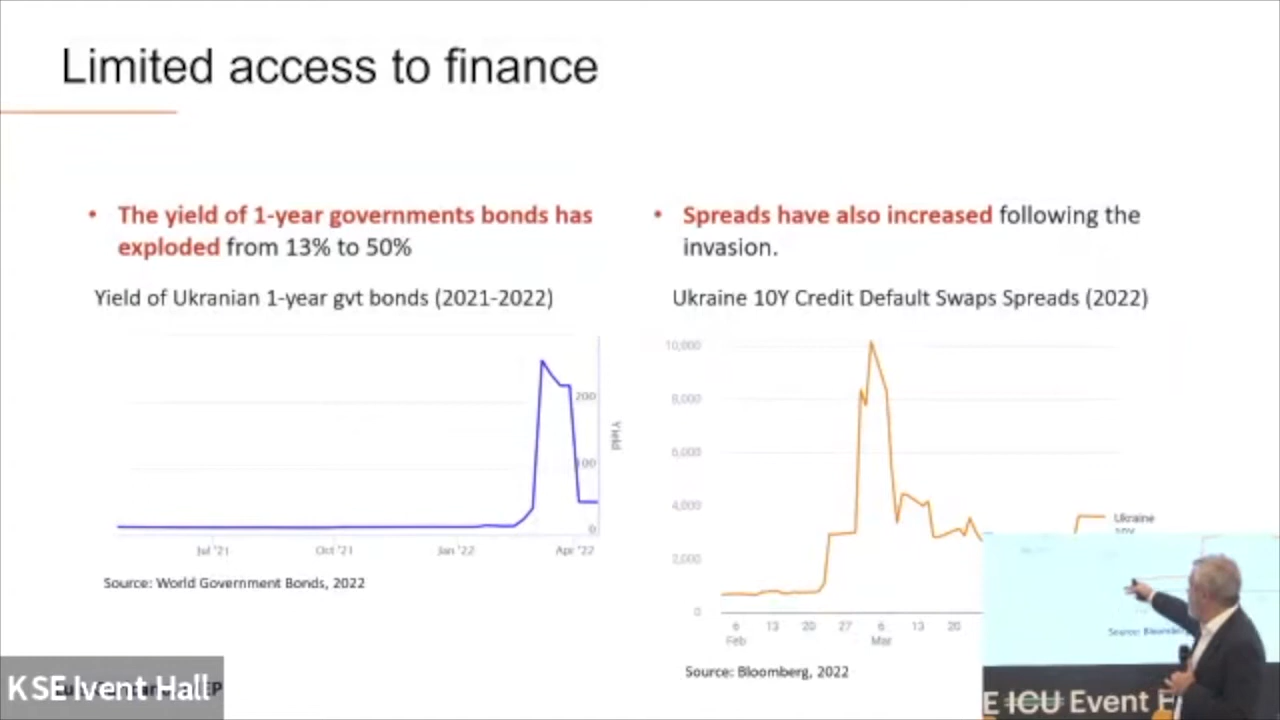 Limited access to finance
• The yield of 1-year governments bonds has
exploded from 13% to 50%
Yield of Ukranian 1-year gvt bonds (2021-2022)
200
100
0
Yield
Jul '21
Oct '21
Jan '22
Apr '22
Source: World Government Bonds, 2022
• Spreads have also increased following the
invasion.
Ukraine 10Y Credit Default Swaps Spreads (2022)
10,000
8,000
6,000
4,000
2,000
0
6 13 20 27 6 13 20
Feb Mar
Ukraine
10Y
Source: Bloomberg, 2022
Source: Bloomberg
KSE Ivent Hall
E ICU Event